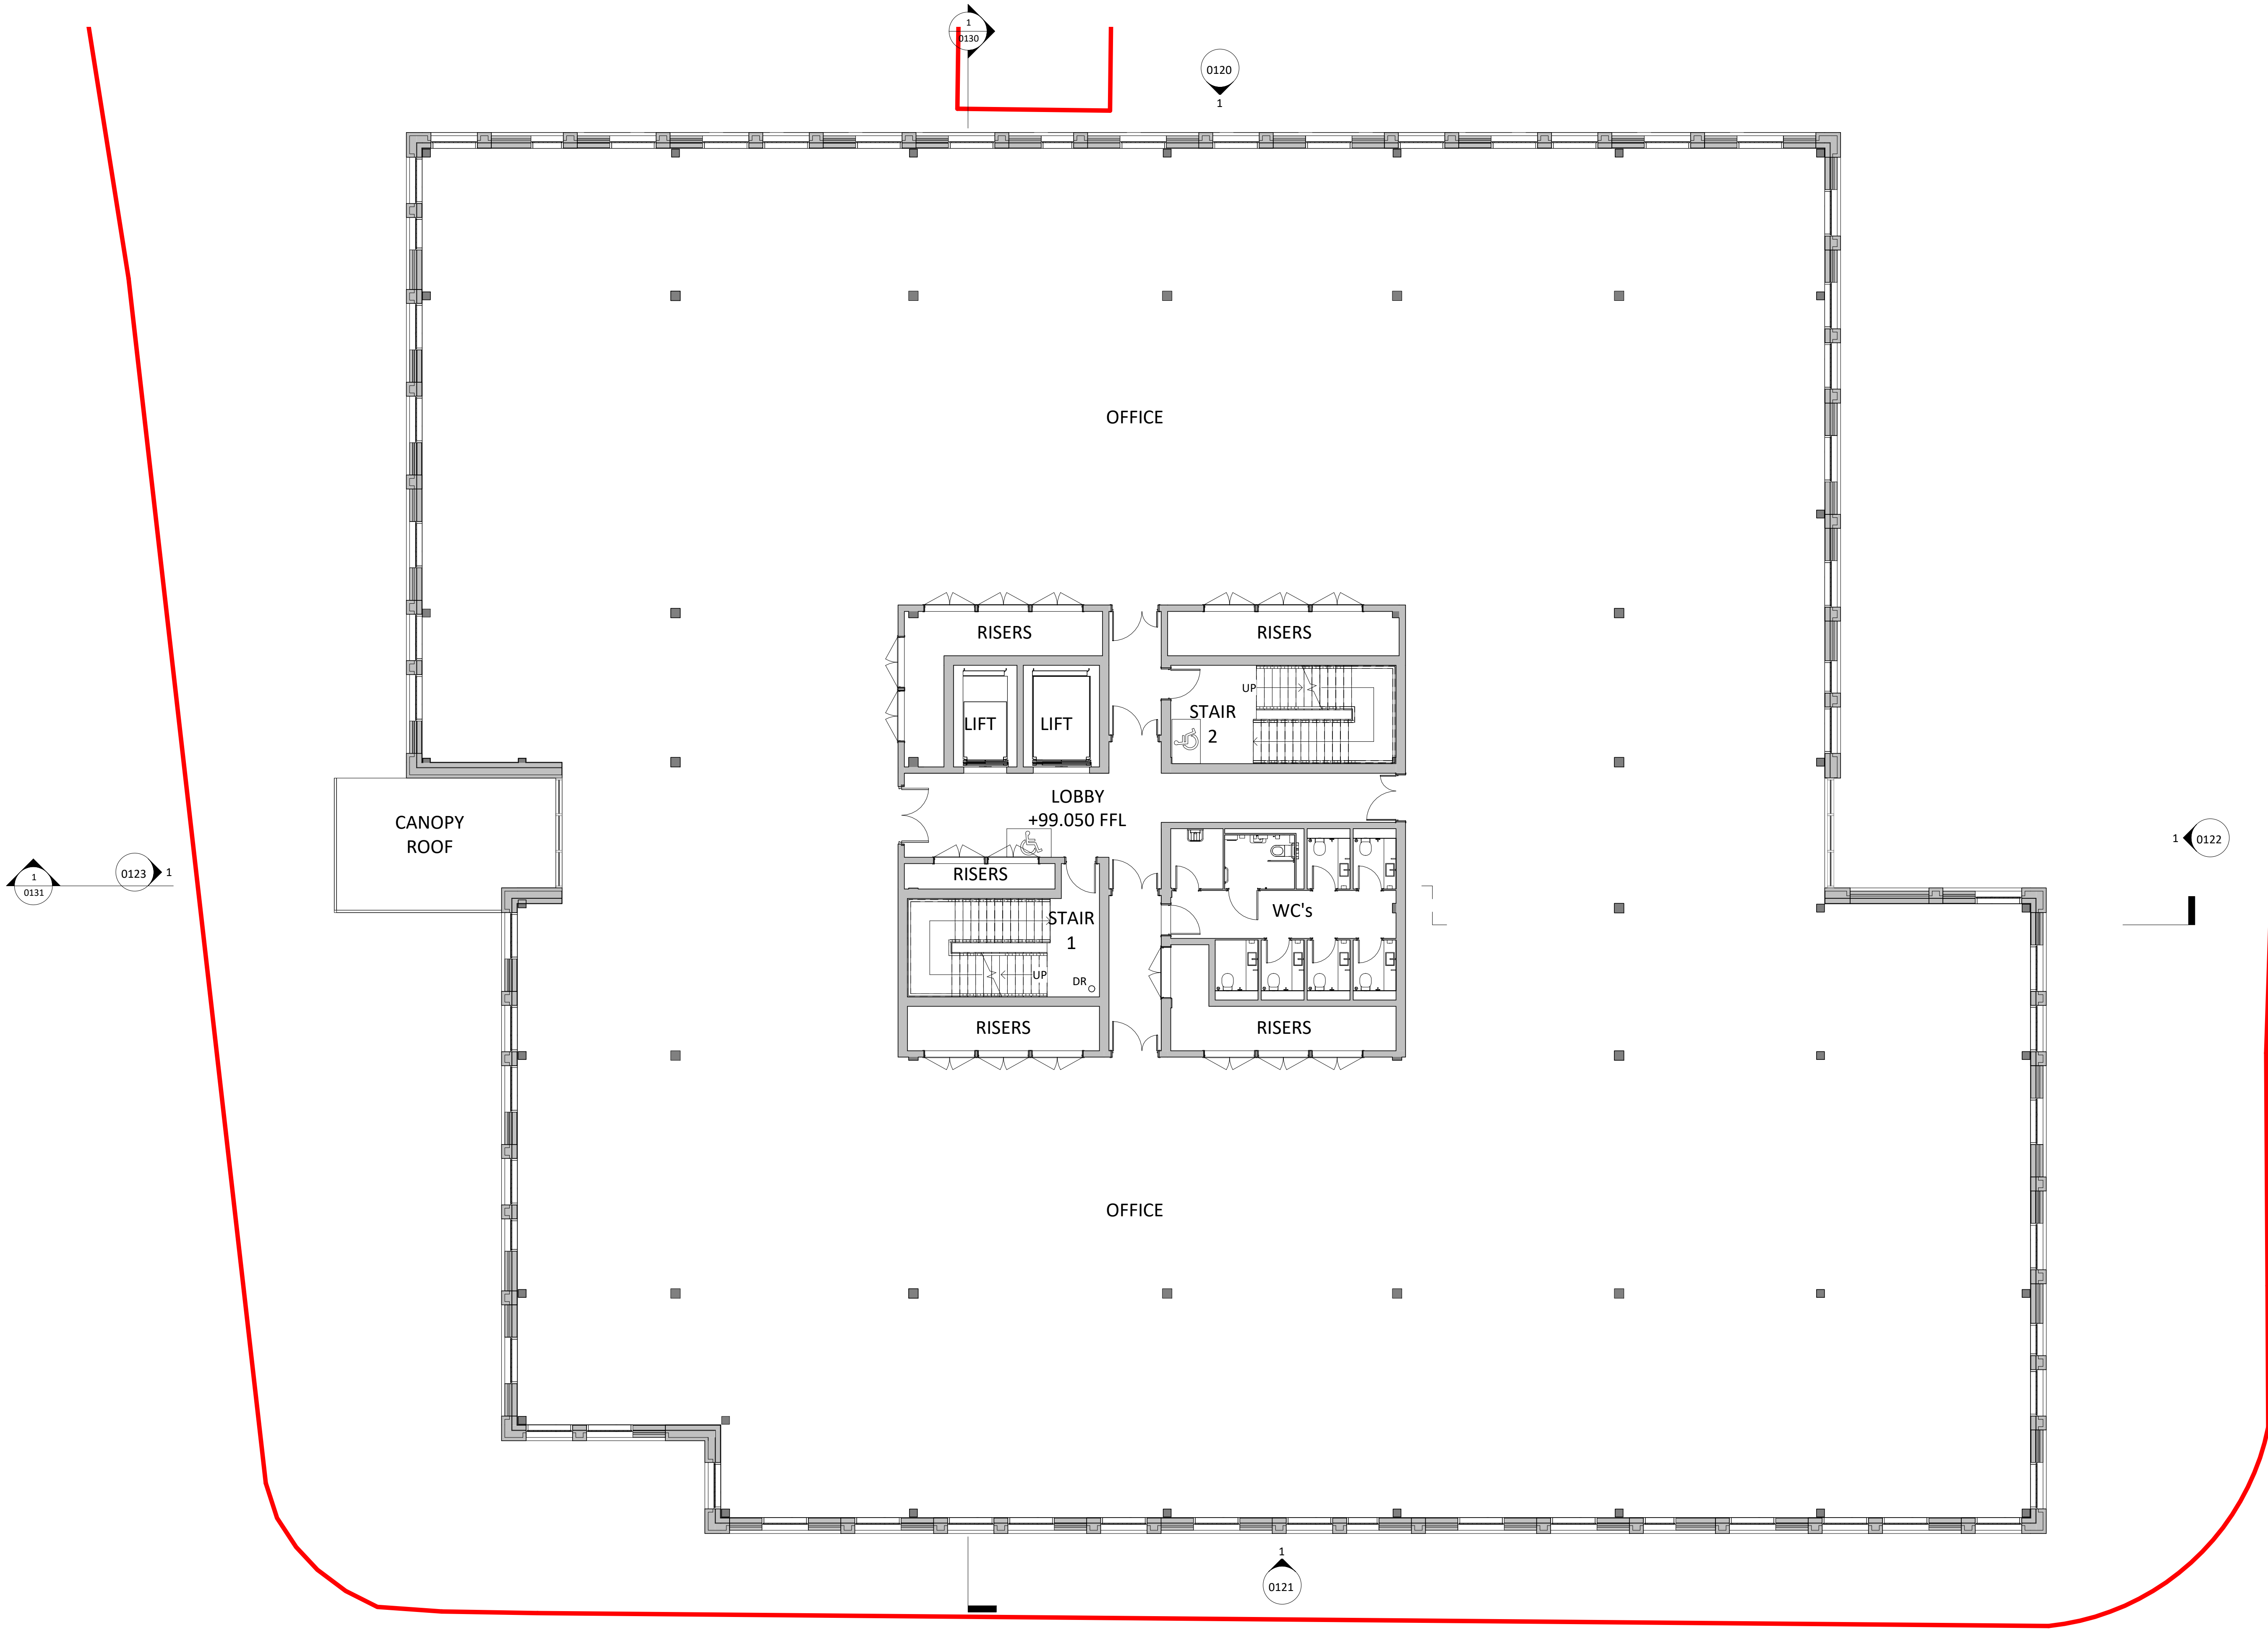 1
0130
0120
1
OFFICE
RISERS
RISERS
UP
LIFT
LIFT
STAIR
2
LOBBY
+99.050 FFL
CANOPY
ROOF
1
0131
0123
1
1
0122
RISERS
STAIR
1
WC's
UP
DR
RISERS
RISERS
OFFICE
1
0121